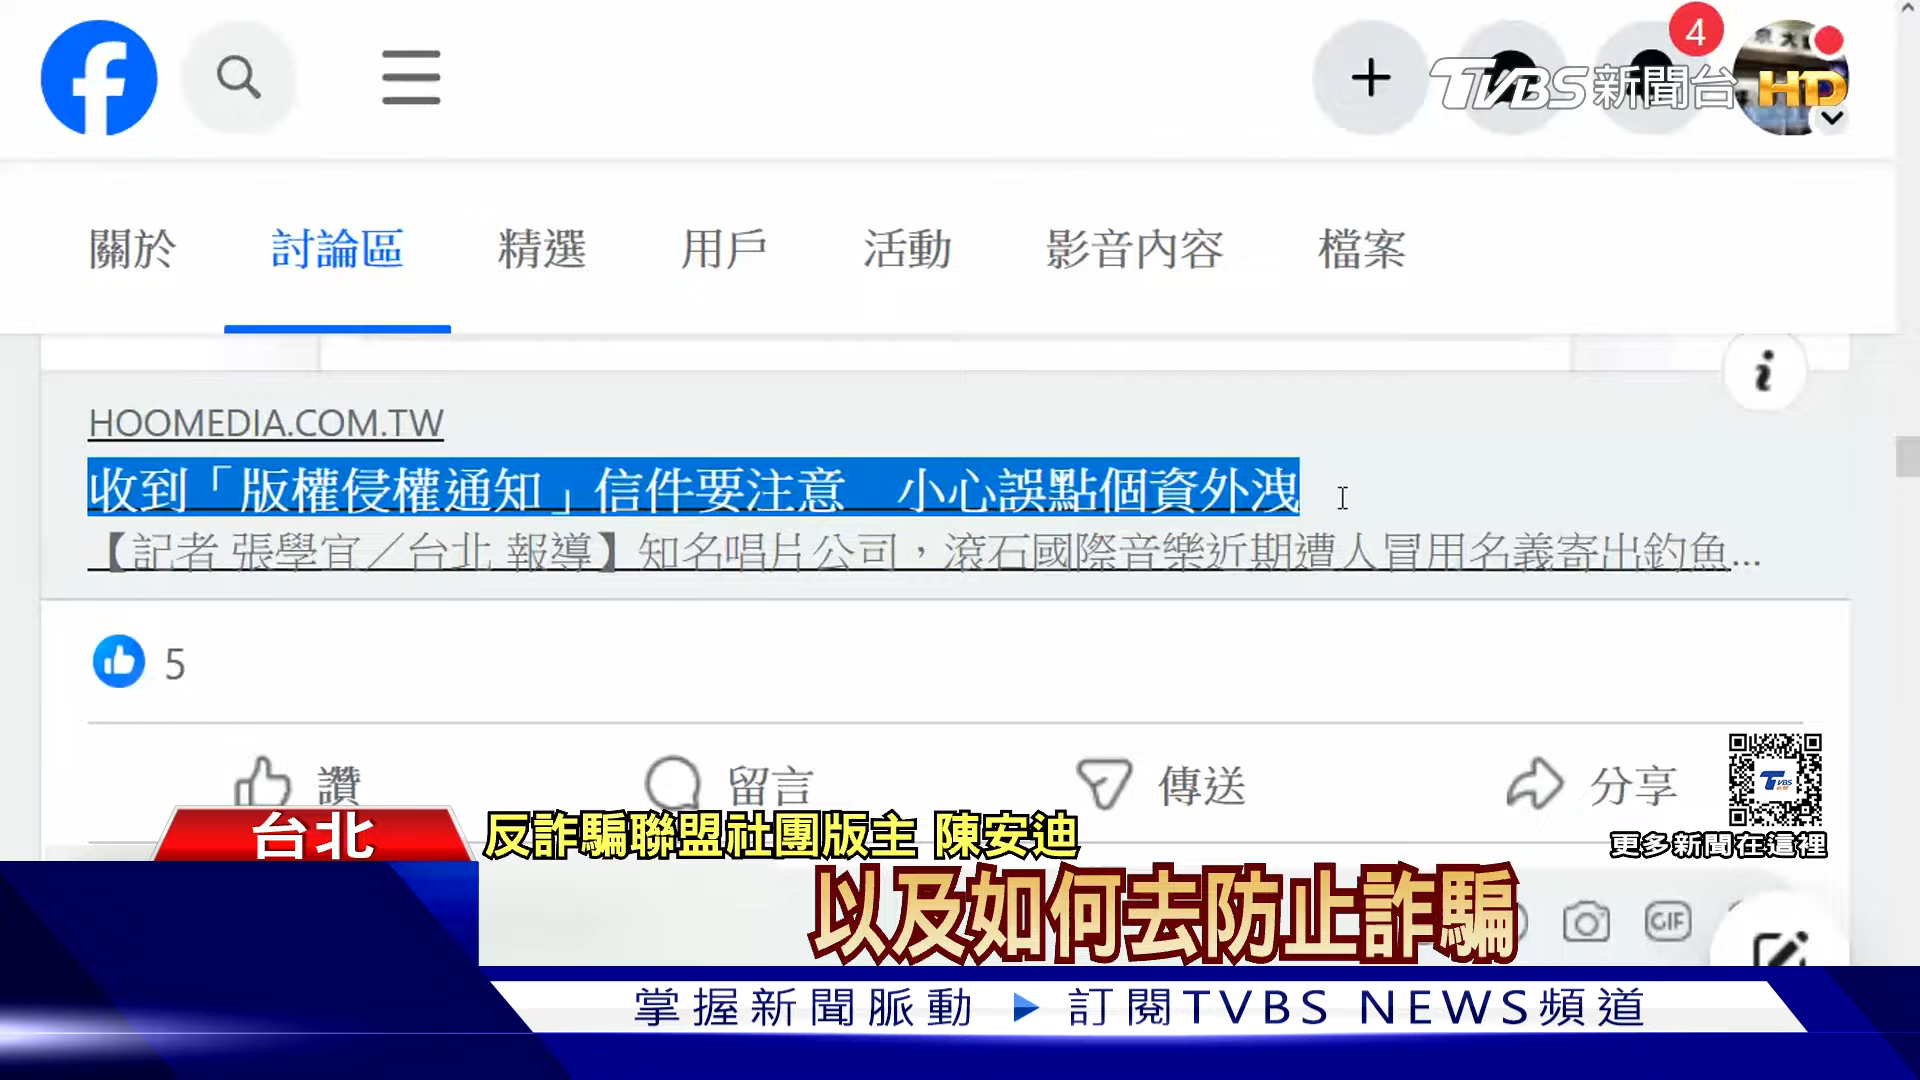 4
TVBS新聞台 HD
關於 討論區 精選 用戶 活動 影音內容 檔案
HOOMEDIA.COM.TW
收到「版權侵權通知」信件要注意　小心誤點個資外洩
【記者 張學宜／台北 報導】知名唱片公司，滾石國際音樂近期遭人冒用名義寄出釣魚...
5
讚 留言 傳送 分享
TVBS
更多新聞在這裡
台北
反詐騙聯盟社團版主 陳安迪
以及如何去防止詐騙
GIF
掌握新聞脈動 ▶ 訂閱TVBS NEWS頻道